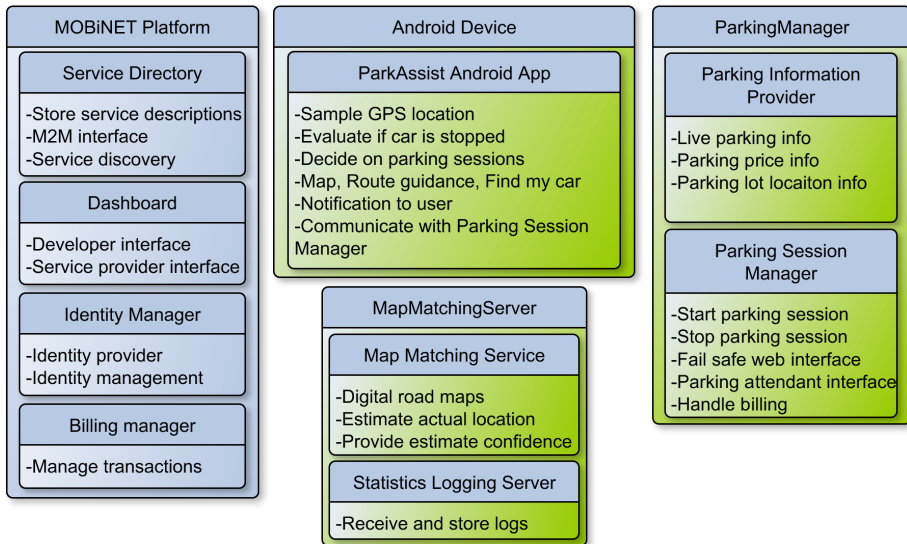 MOBiNET Platform
Service Directory
-Store service descriptions
-M2M interface
-Service discovery
Dashboard
-Developer interface
-Service provider interface
Identity Manager
-Identity provider
-Identity management
Billing manager
-Manage transactions
Android Device
ParkAssist Android App
-Sample GPS location
-Evaluate if car is stopped
-Decide on parking sessions
-Map, Route guidance, Find my car
-Notification to user
-Communicate with Parking Session
Manager
MapMatchingServer
Map Matching Service
-Digital road maps
-Estimate actual location
-Provide estimate confidence
Statistics Logging Server
-Receive and store logs
ParkingManager
Parking Information
Provider
-Live parking info
-Parking price info
-Parking lot locaiton info
Parking Session
Manager
-Start parking session
-Stop parking session
-Fail safe web interface
-Parking attendant interface
-Handle billing